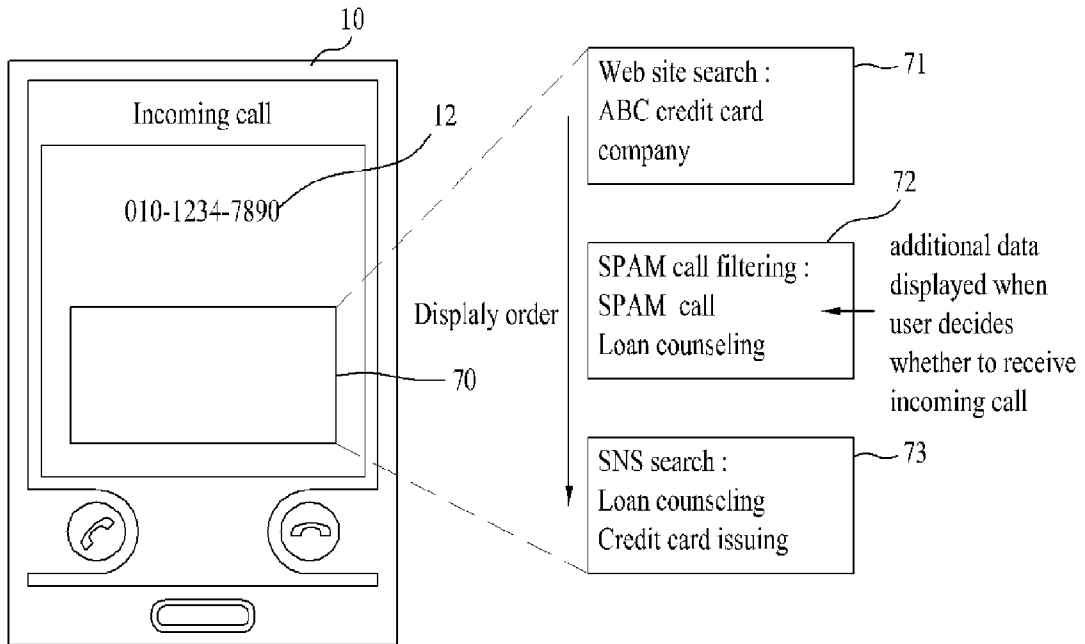 10
Incoming call
12
010-1234-7890
70
Displaly order
71
Web site search :
ABC credit card
company
72
SPAM call filtering :
SPAM call
Loan counseling
additional data
displayed when
user decides
whether to receive
incoming call
73
SNS search :
Loan counseling
Credit card issuing